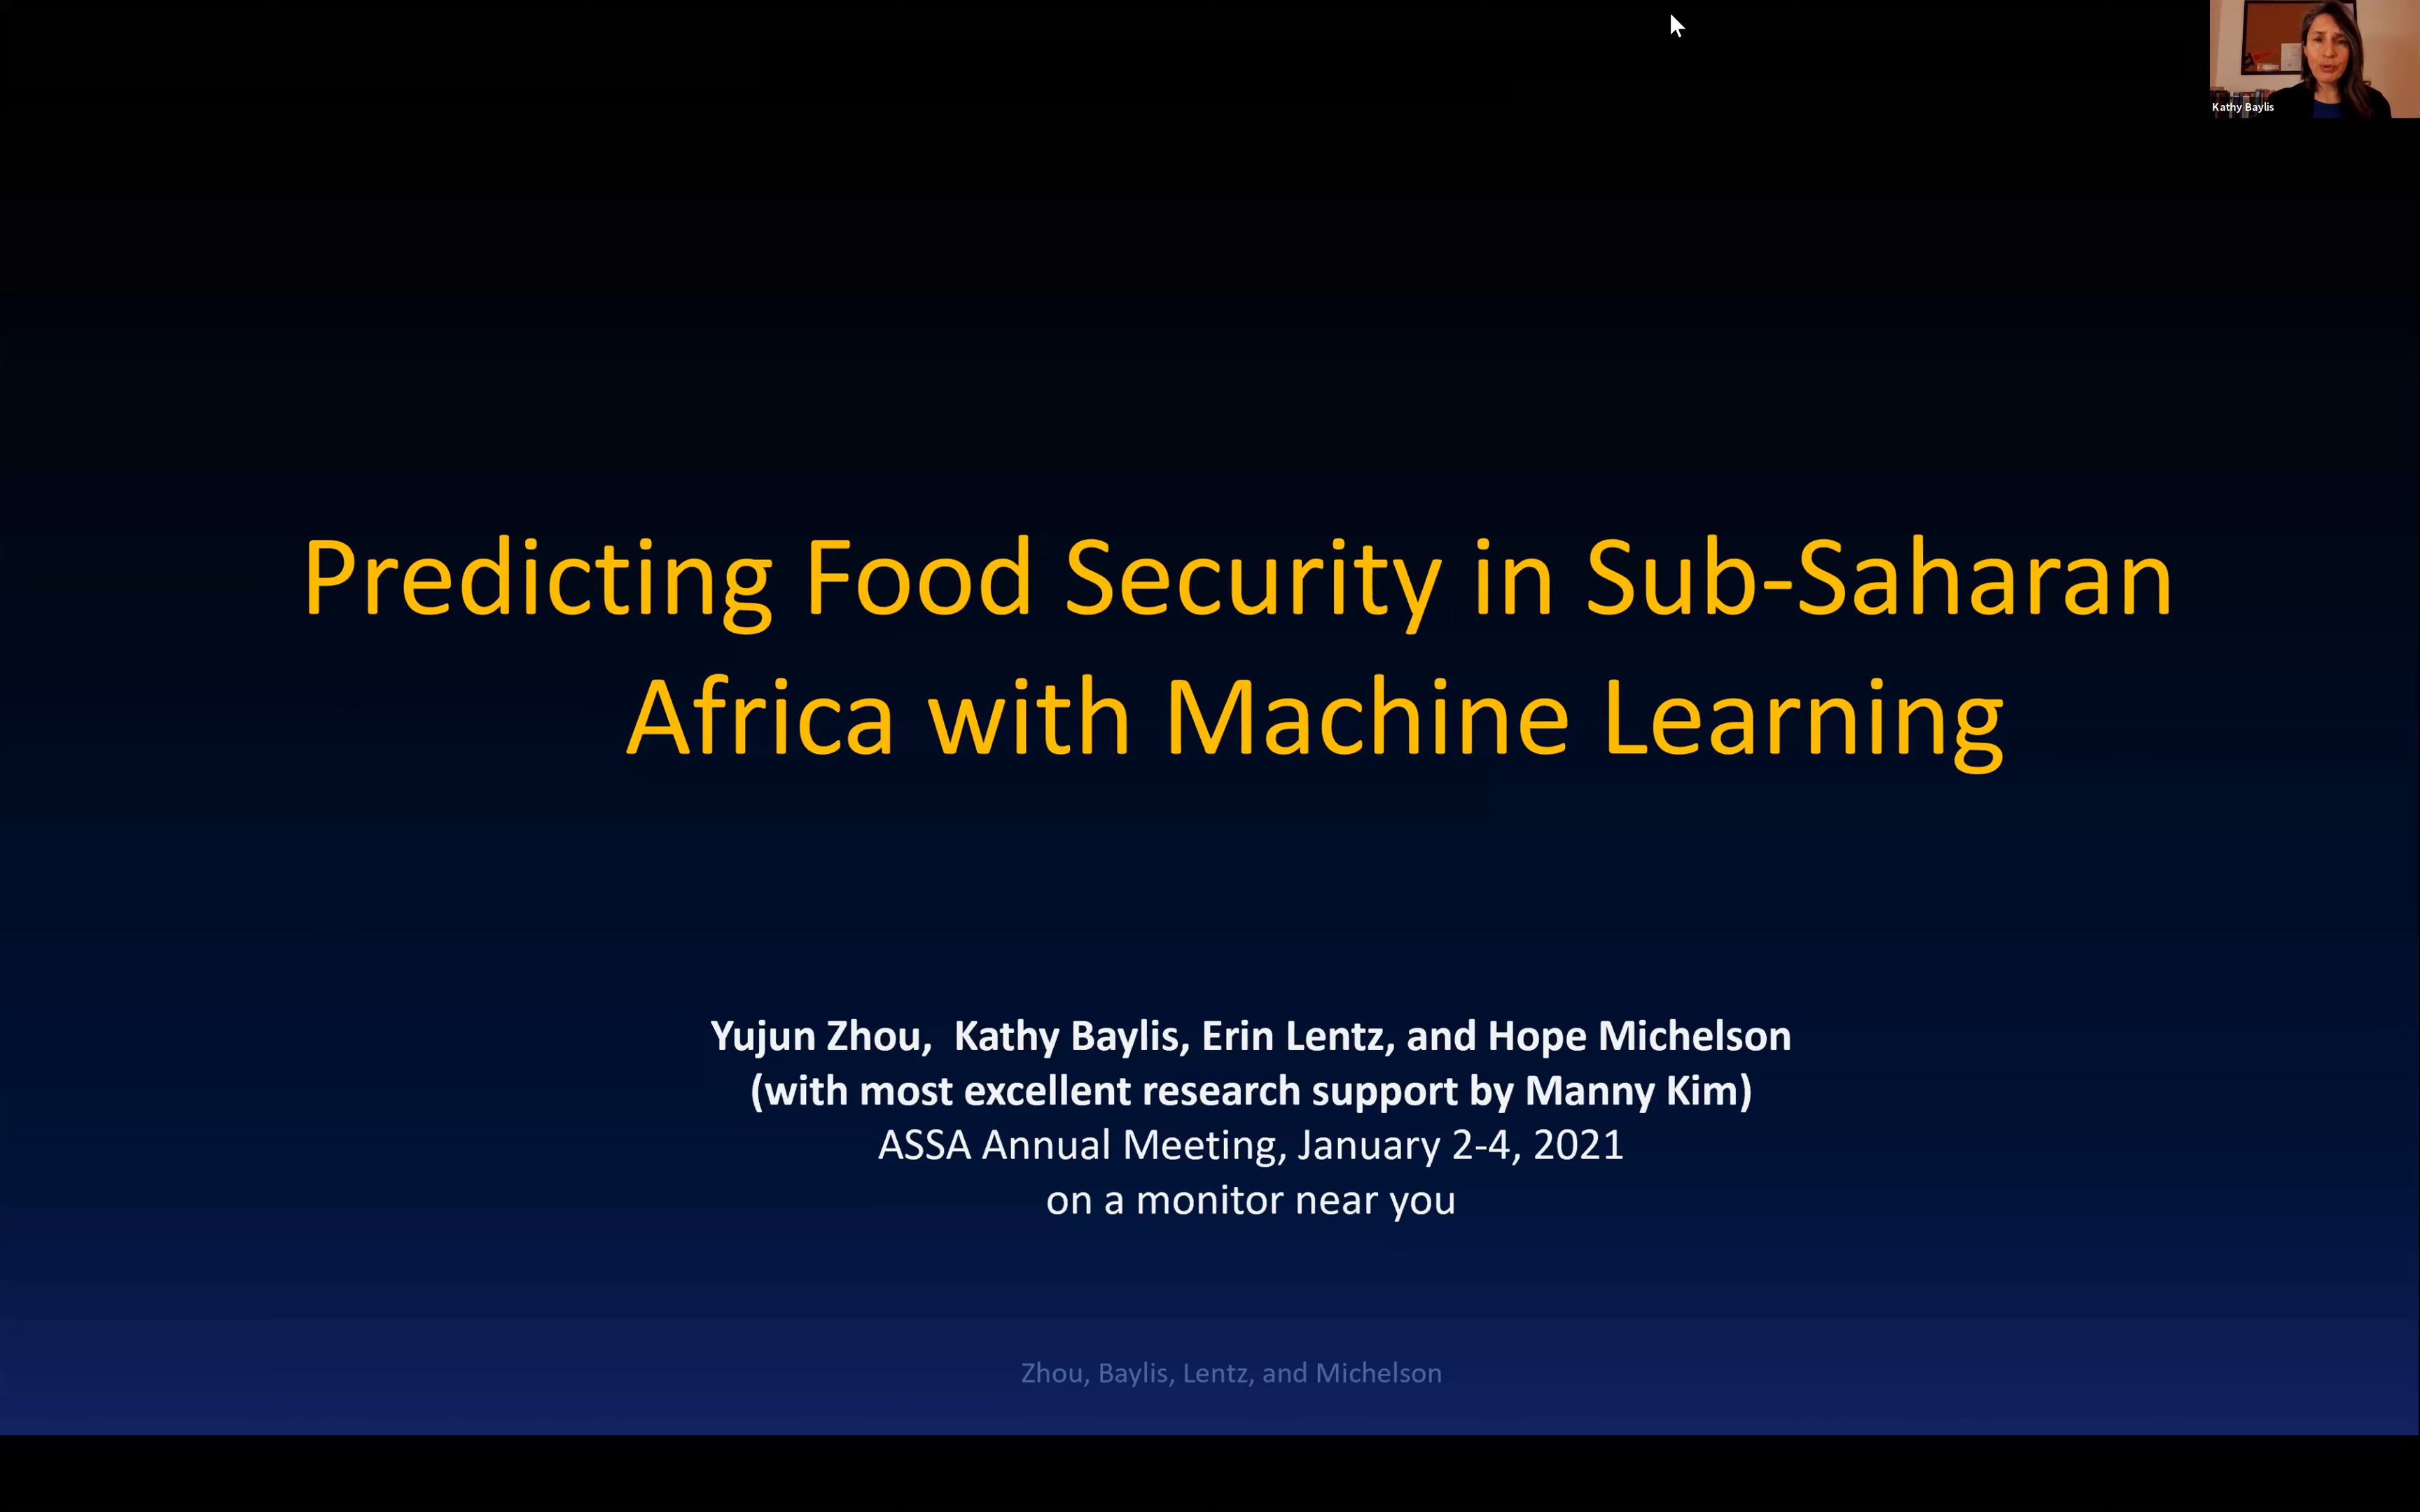 Kathy Baylis
Predicting Food Security in Sub-Saharan
Africa with Machine Learning
Yujun Zhou,  Kathy Baylis, Erin Lentz, and Hope Michelson
(with most excellent research support by Manny Kim)
ASSA Annual Meeting, January 2-4, 2021
on a monitor near you
Zhou, Baylis, Lentz, and Michelson